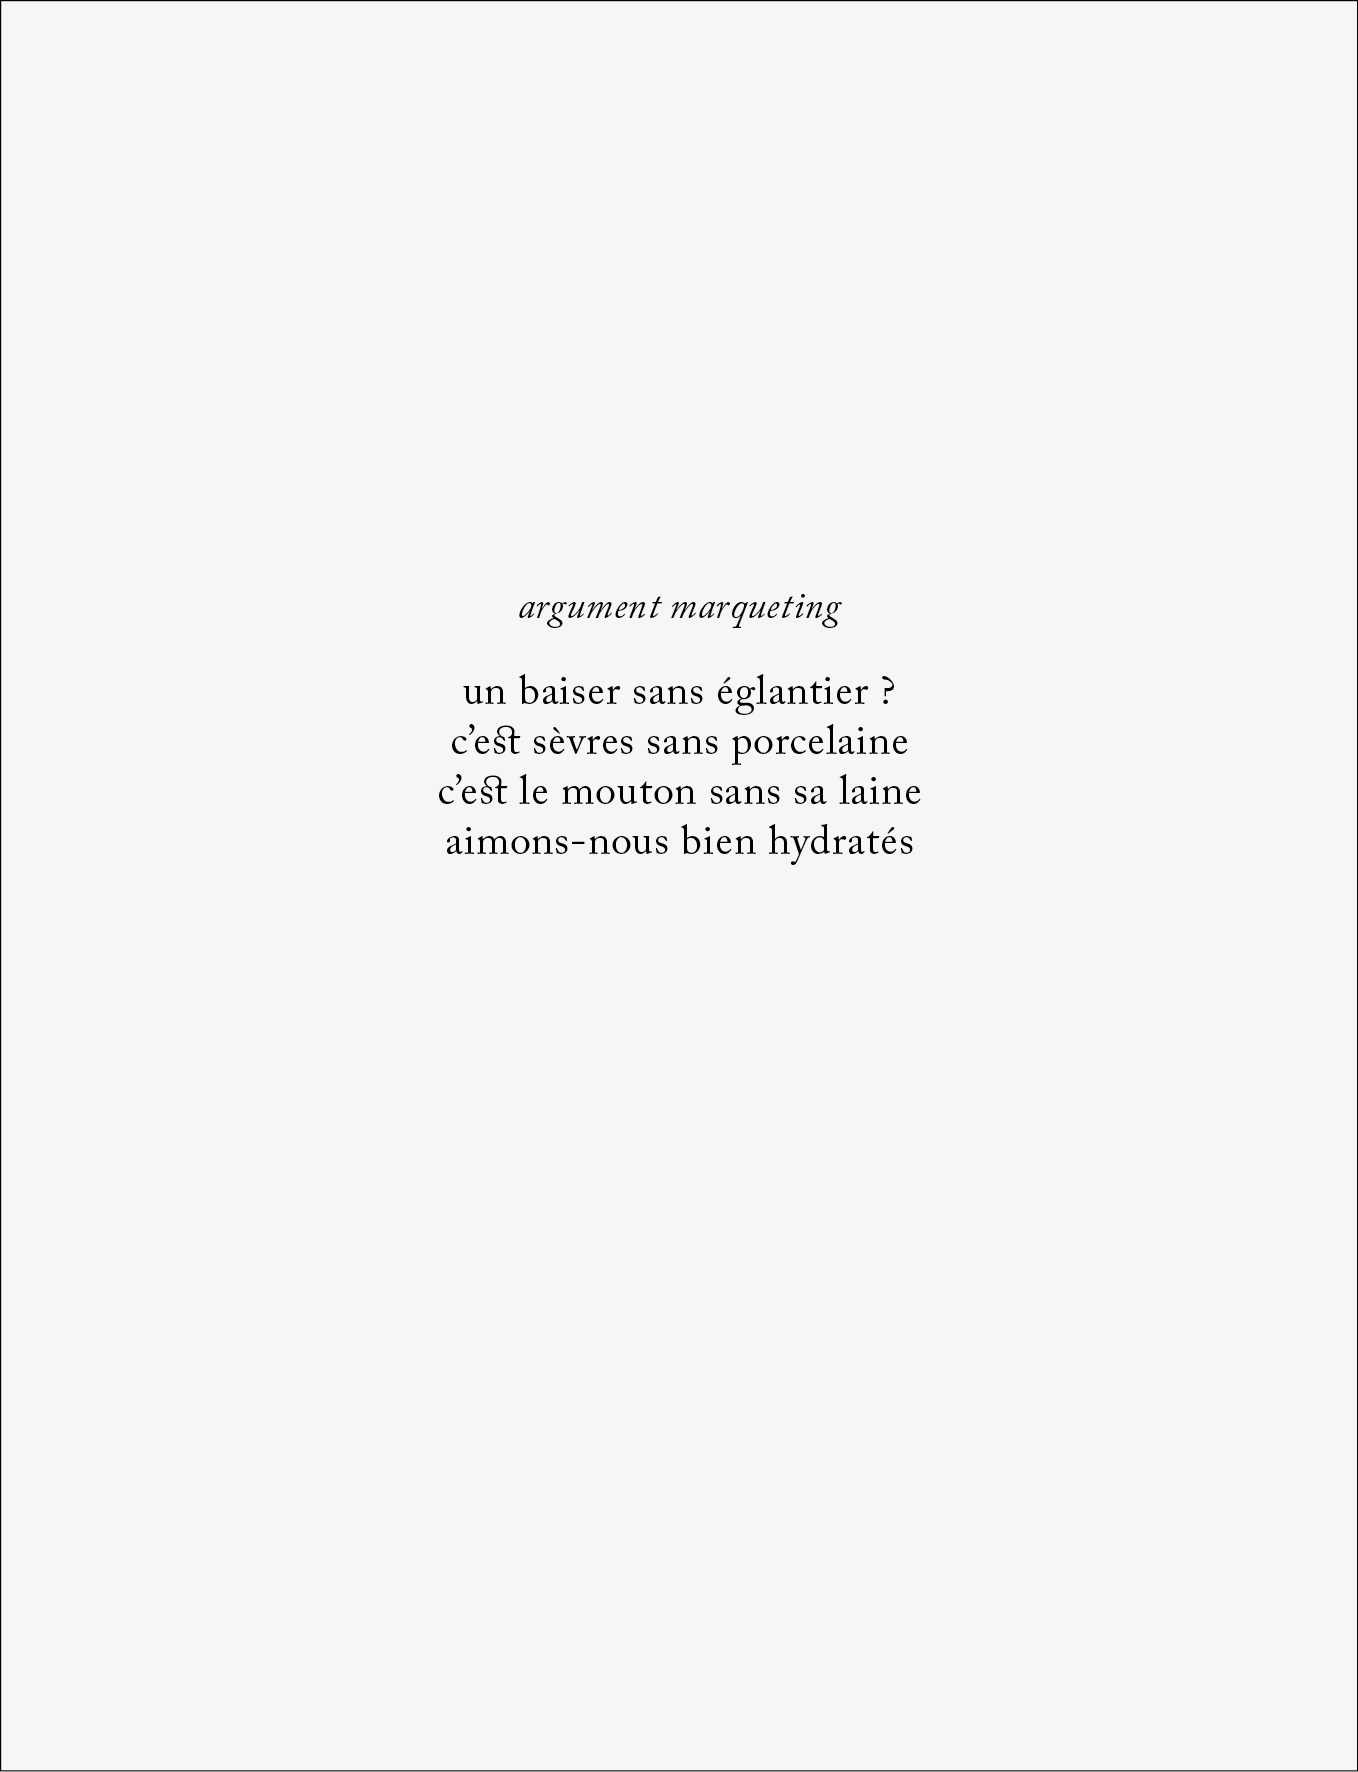 argument marqueting
un baiser sans églantier ?
c’est sèvres sans porcelaine
c’est le mouton sans sa laine
aimons-nous bien hydratés